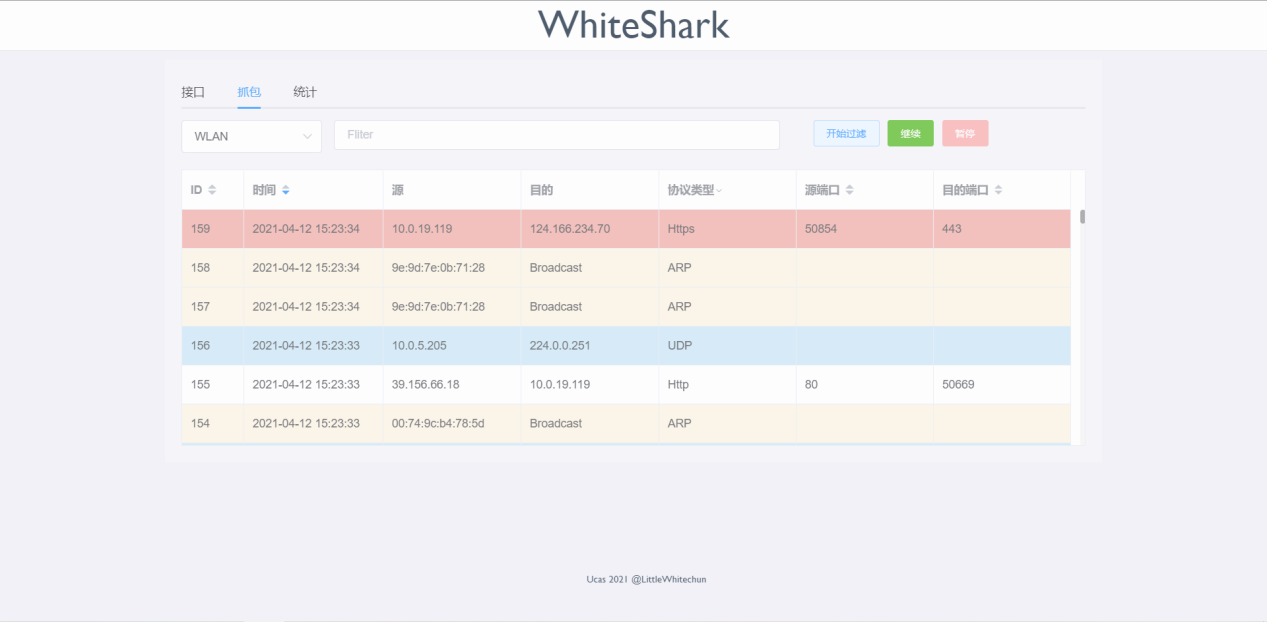 WhiteShark
接口 抓包 统计
WLAN Fliter 开始过滤 继续 暂停
ID 时间 源 目的 协议类型 源端口 目的端口
159 2021-04-12 15:23:34 10.0.19.119 124.166.234.70 Https 50854 443
158 2021-04-12 15:23:34 9e:9d:7e:0b:71:28 Broadcast ARP
157 2021-04-12 15:23:34 9e:9d:7e:0b:71:28 Broadcast ARP
156 2021-04-12 15:23:33 10.0.5.205 224.0.0.251 UDP
155 2021-04-12 15:23:33 39.156.66.18 10.0.19.119 Http 80 50669
154 2021-04-12 15:23:33 00:74:9c:b4:78:5d Broadcast ARP
Ucas 2021 @LittleWhitechun